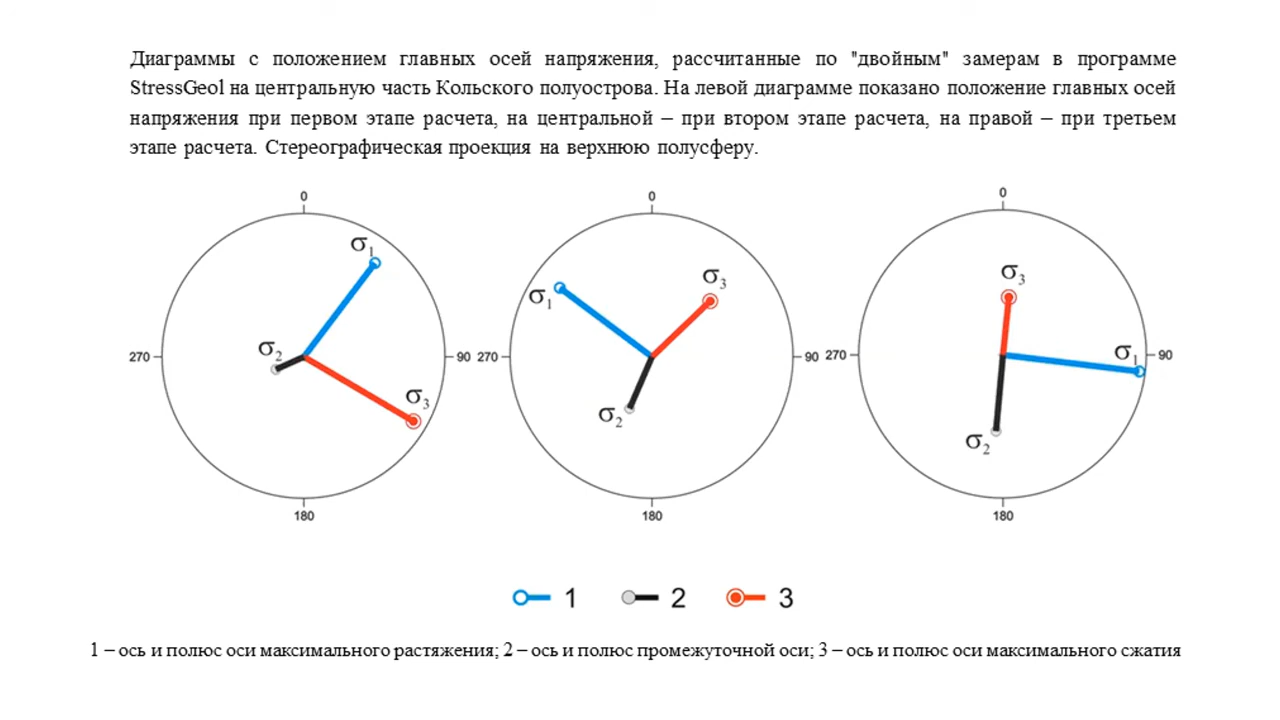 Диаграммы с положением главных осей напряжения, рассчитанные по "двойным" замерам в программе
StressGeol на центральную часть Кольского полуострова. На левой диаграмме показано положение главных осей
напряжения при первом этапе расчета, на центральной – при втором этапе расчета, на правой – при третьем
этапе расчета. Стереографическая проекция на верхнюю полусферу.
0
σ1
270
σ2
90
σ3
180
0
σ3
σ1
270
90
σ2
180
0
σ3
270
σ1
90
σ2
180
1 2 3
1 – ось и полюс оси максимального растяжения; 2 – ось и полюс промежуточной оси; 3 – ось и полюс оси максимального сжатия